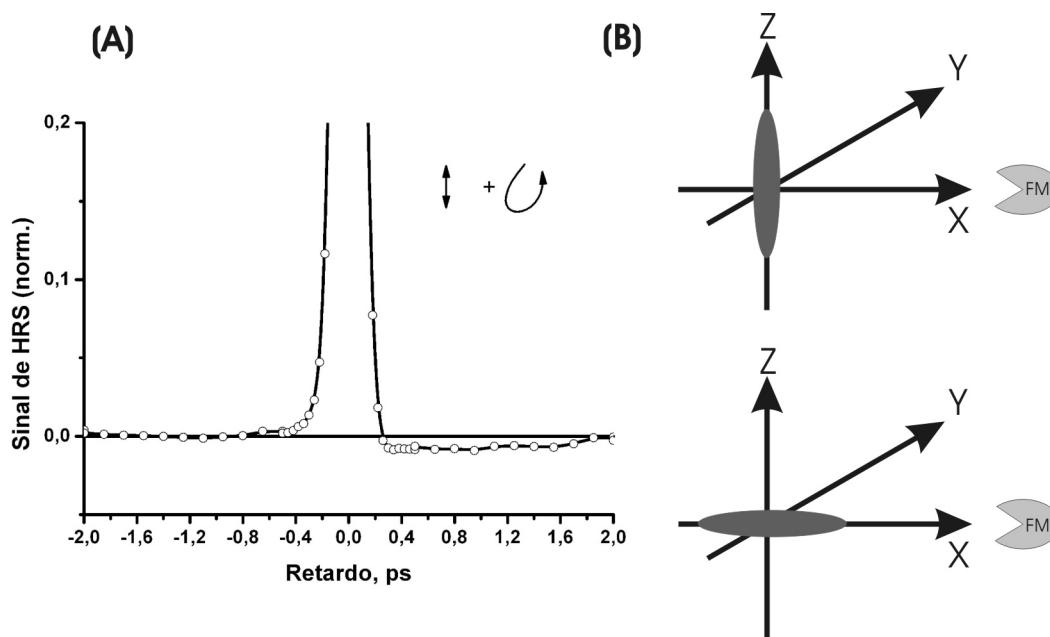 (A)
Sinal de HRS (norm.)
0,2
0,1
0,0
+
-2,0 -1,6 -1,2 -0,8 -0,4 0,0 0,4 0,8 1,2 1,6 2,0
Retardo, ps
(B)
Z
Y
X
FM
Z
Y
X
FM